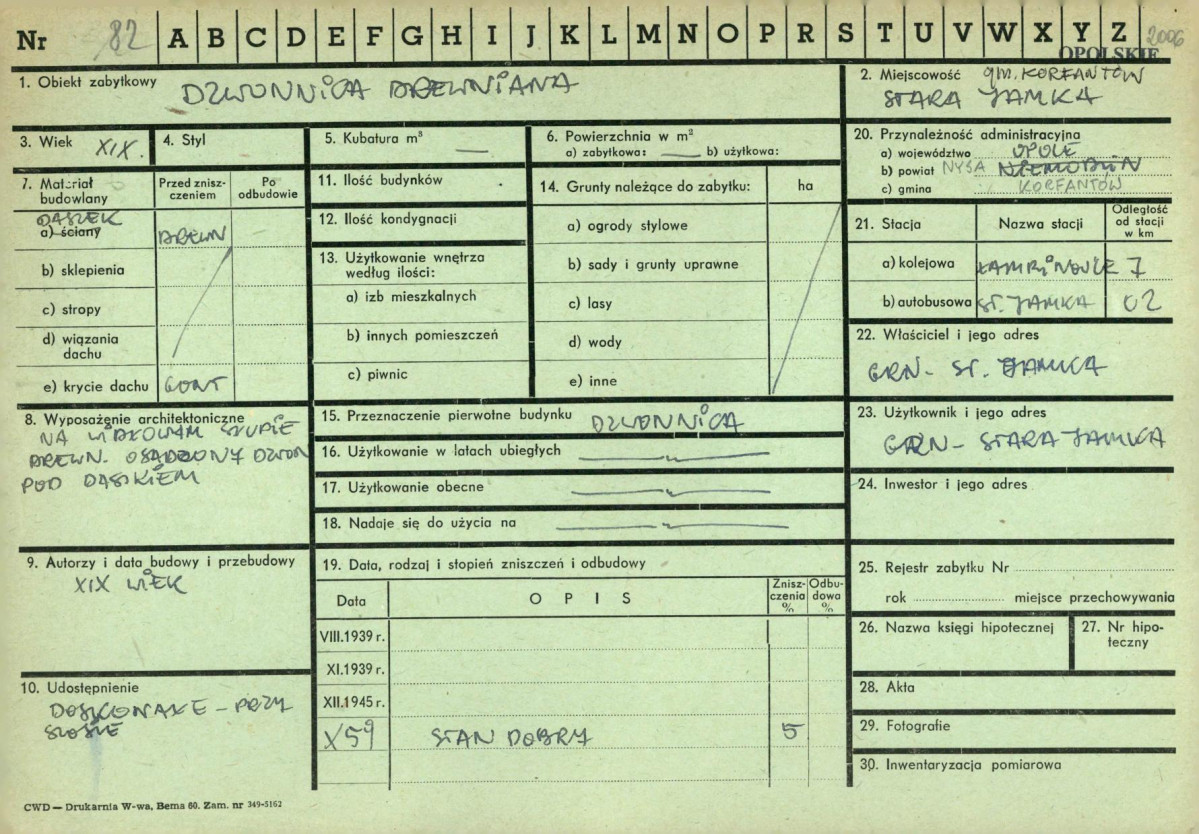 Nr 82 A B C D E F G H I J K L M N O P R S T U V W X Y Z 2006
OPOLSKIE
1. Obiekt zabytkowy DZWONNICA DREWNIANA
2. Miejscowość gm. KORFANTÓW
STARA JAMKA
3. Wiek XIX.
4. Styl
5. Kubatura m³ —
6. Powierzchnia w m²
a) zabytkowa: — b) użytkowa:
20. Przynależność administracyjna
a) województwo OPOLE
b) powiat NYSA NIEMODLIN
c) gmina KORFANTÓW
7. Materiał budowlany
Przed zniszczeniem
Po odbudowie
DASZEK
a) ściany DREWN
b) sklepienia
c) stropy
d) wiązania dachu
e) krycie dachu GONT
11. Ilość budynków
12. Ilość kondygnacji
13. Użytkowanie wnętrza według ilości:
a) izb mieszkalnych
b) innych pomieszczeń
c) piwnic
14. Grunty należące do zabytku:
ha
a) ogrody stylowe
b) sady i grunty uprawne
c) lasy
d) wody
e) inne
21. Stacja
Nazwa stacji
Odległość od stacji w km
a) kolejowa ŁAMBINOWICE 7
b) autobusowa ST. JAMKA 02
22. Właściciel i jego adres
GRN - ST. JAMKA
8. Wyposażenie architektoniczne
NA WIDŁOWYM SŁUPIE
DREWN. OSADZONY DZWON
POD DASZKIEM
15. Przeznaczenie pierwotne budynku DZWONNICA
16. Użytkowanie w latach ubiegłych
17. Użytkowanie obecne
18. Nadaje się do użycia na
23. Użytkownik i jego adres
GRN - STARA JAMKA
24. Inwestor i jego adres
9. Autorzy i data budowy i przebudowy
XIX WIEK
10. Udostępnienie
DOSKONAŁE - PRZY
SZOSIE
19. Data, rodzaj i stopień zniszczeń i odbudowy
Data
OPIS
Zniszczenia %
Odbudowa %
VIII.1939 r.
XI.1939 r.
XII.1945 r.
X 59 STAN DOBRY 5
25. Rejestr zabytku Nr
rok miejsce przechowywania
26. Nazwa księgi hipotecznej
27. Nr hipoteczny
28. Akta
29. Fotografie
30. Inwentaryzacja pomiarowa
CWD — Drukarnia W-wa, Bema 60. Zam. nr 349-5162